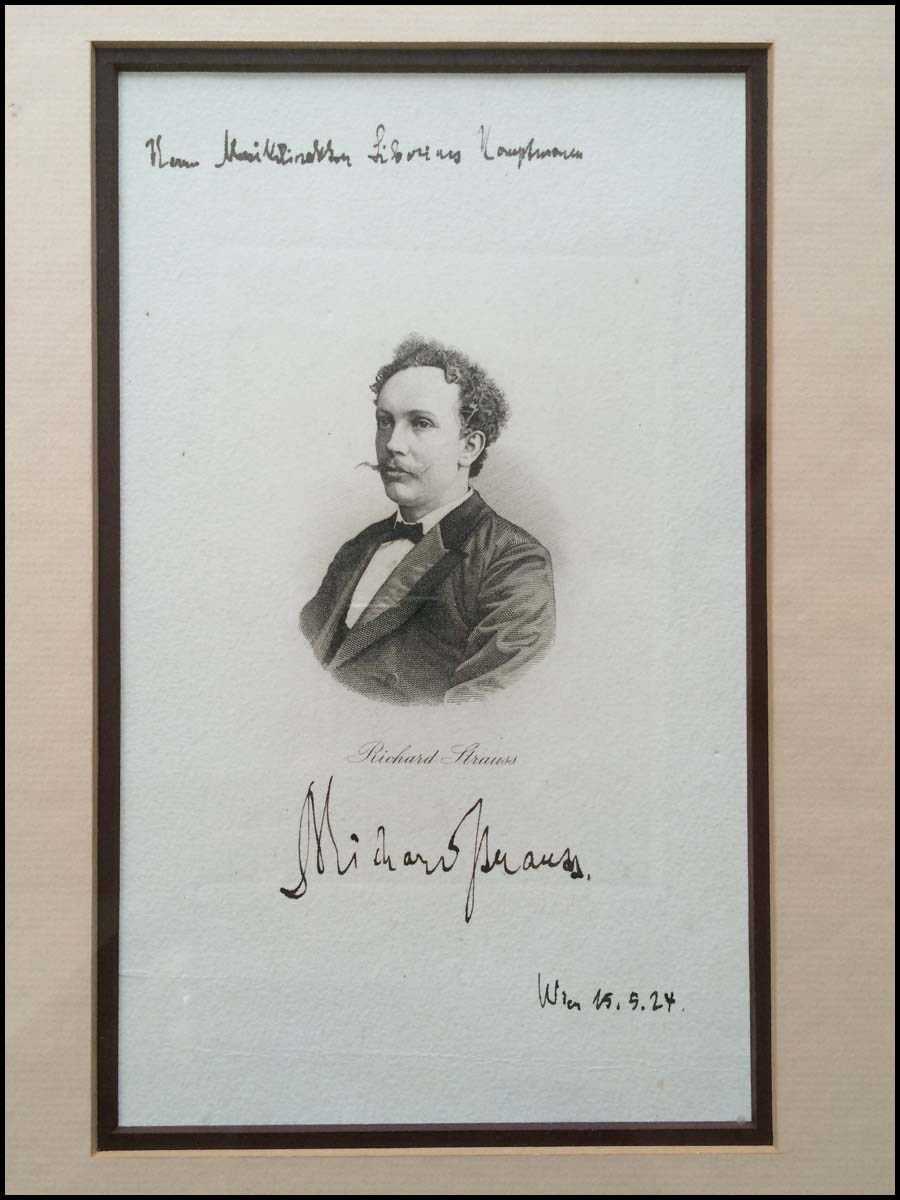 Herrn Musikdirektor Liborius Hauptmann
Richard Strauss
Richard Strauss.
Wien 15. 5. 24.